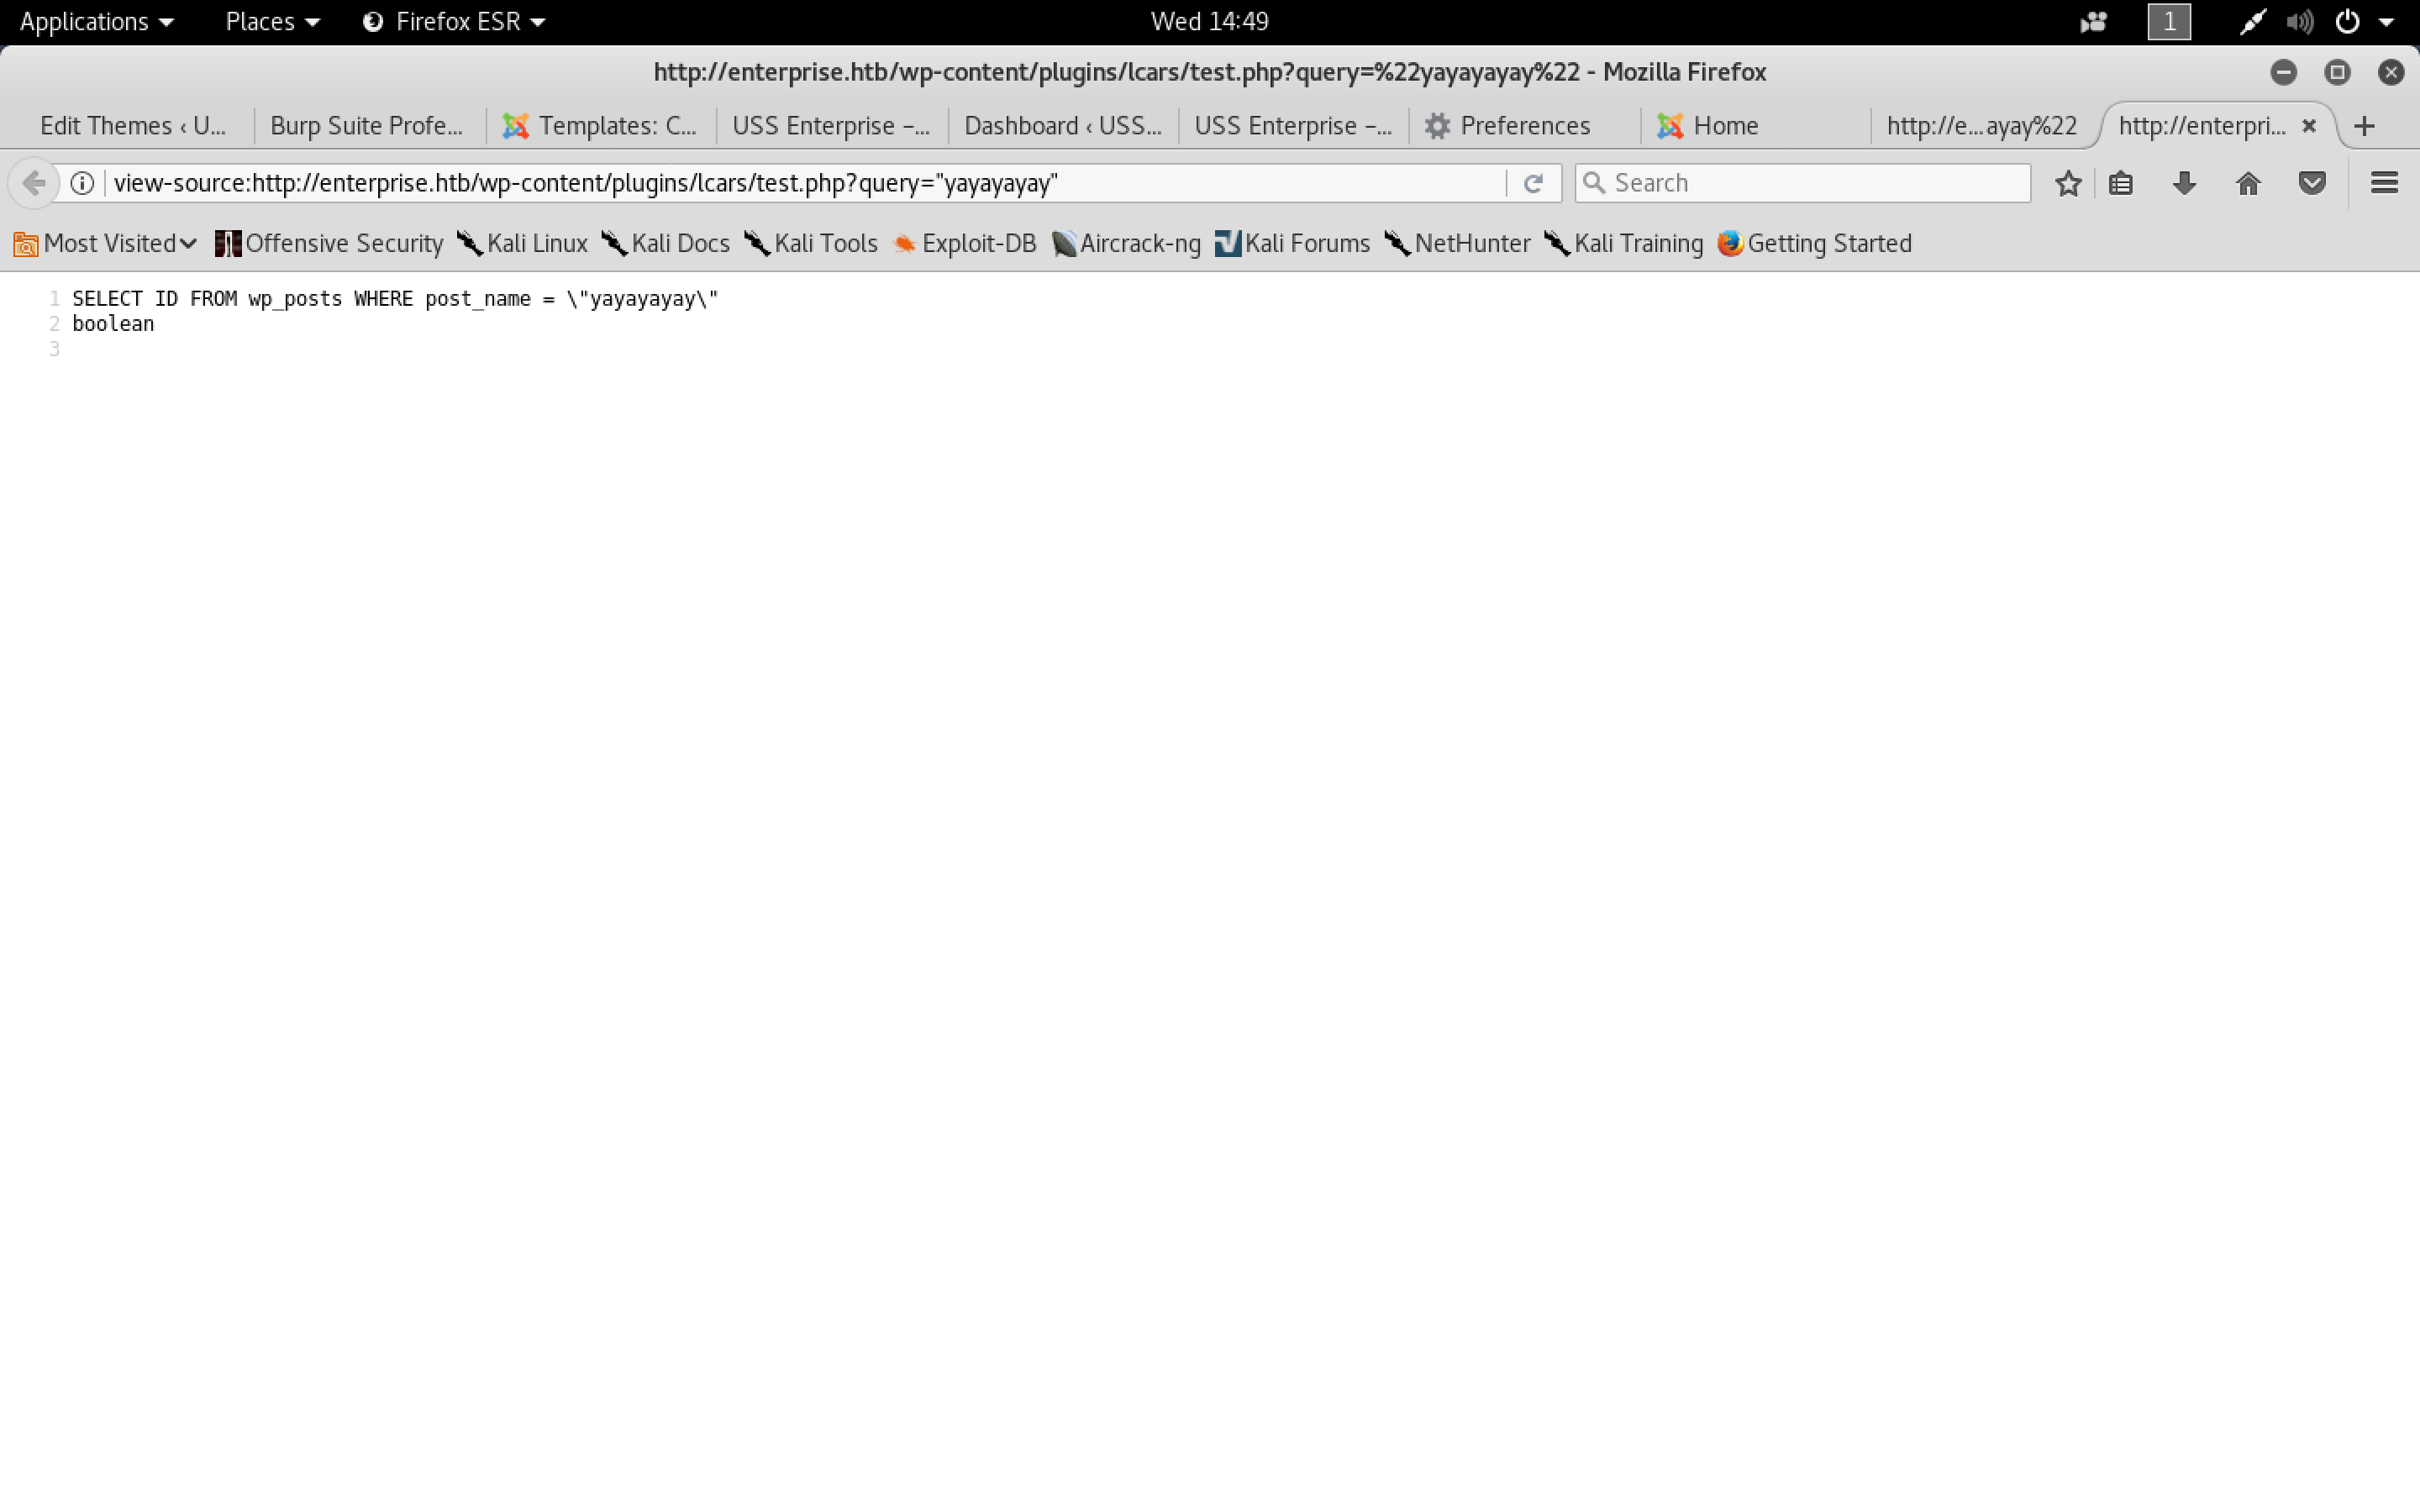 Applications Places Firefox ESR Wed 14:49 1
http://enterprise.htb/wp-content/plugins/lcars/test.php?query=%22yayayayay%22 - Mozilla Firefox
Edit Themes ‹ U... Burp Suite Profe... Templates: C... USS Enterprise –... Dashboard ‹ USS... USS Enterprise –... Preferences Home http://e...ayay%22 http://enterpri...
view-source:http://enterprise.htb/wp-content/plugins/lcars/test.php?query="yayayayay" Search
Most Visited Offensive Security Kali Linux Kali Docs Kali Tools Exploit-DB Aircrack-ng Kali Forums NetHunter Kali Training Getting Started
1 SELECT ID FROM wp_posts WHERE post_name = \"yayayayay\"
2 boolean
3